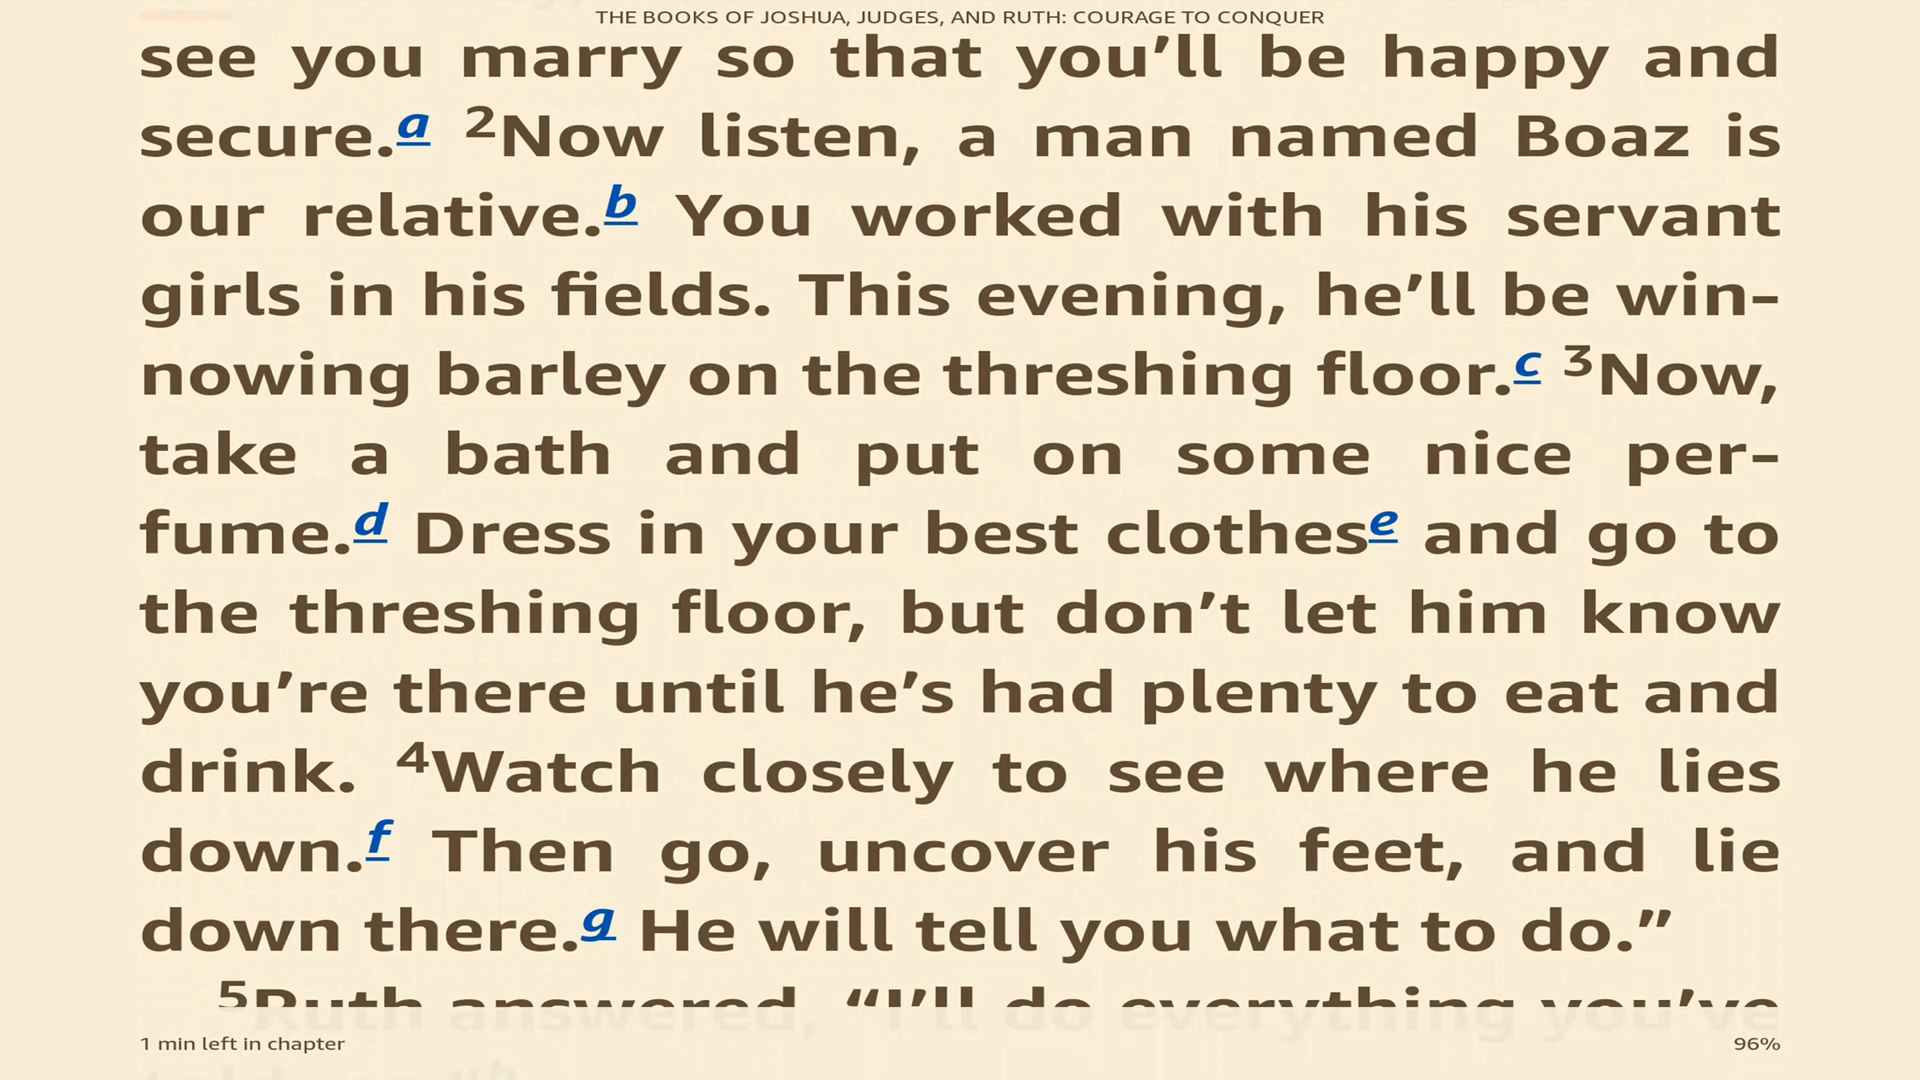 THE BOOKS OF JOSHUA, JUDGES, AND RUTH: COURAGE TO CONQUER
see you marry so that you’ll be happy and
secure.a 2Now listen, a man named Boaz is
our relative.b You worked with his servant
girls in his fields. This evening, he’ll be win-
nowing barley on the threshing floor.c 3Now,
take a bath and put on some nice per-
fume.d Dress in your best clothese and go to
the threshing floor, but don’t let him know
you’re there until he’s had plenty to eat and
drink. 4Watch closely to see where he lies
down.f Then go, uncover his feet, and lie
down there.g He will tell you what to do.”
5Ruth answered, “I’ll do everything you’ve
1 min left in chapter
96%